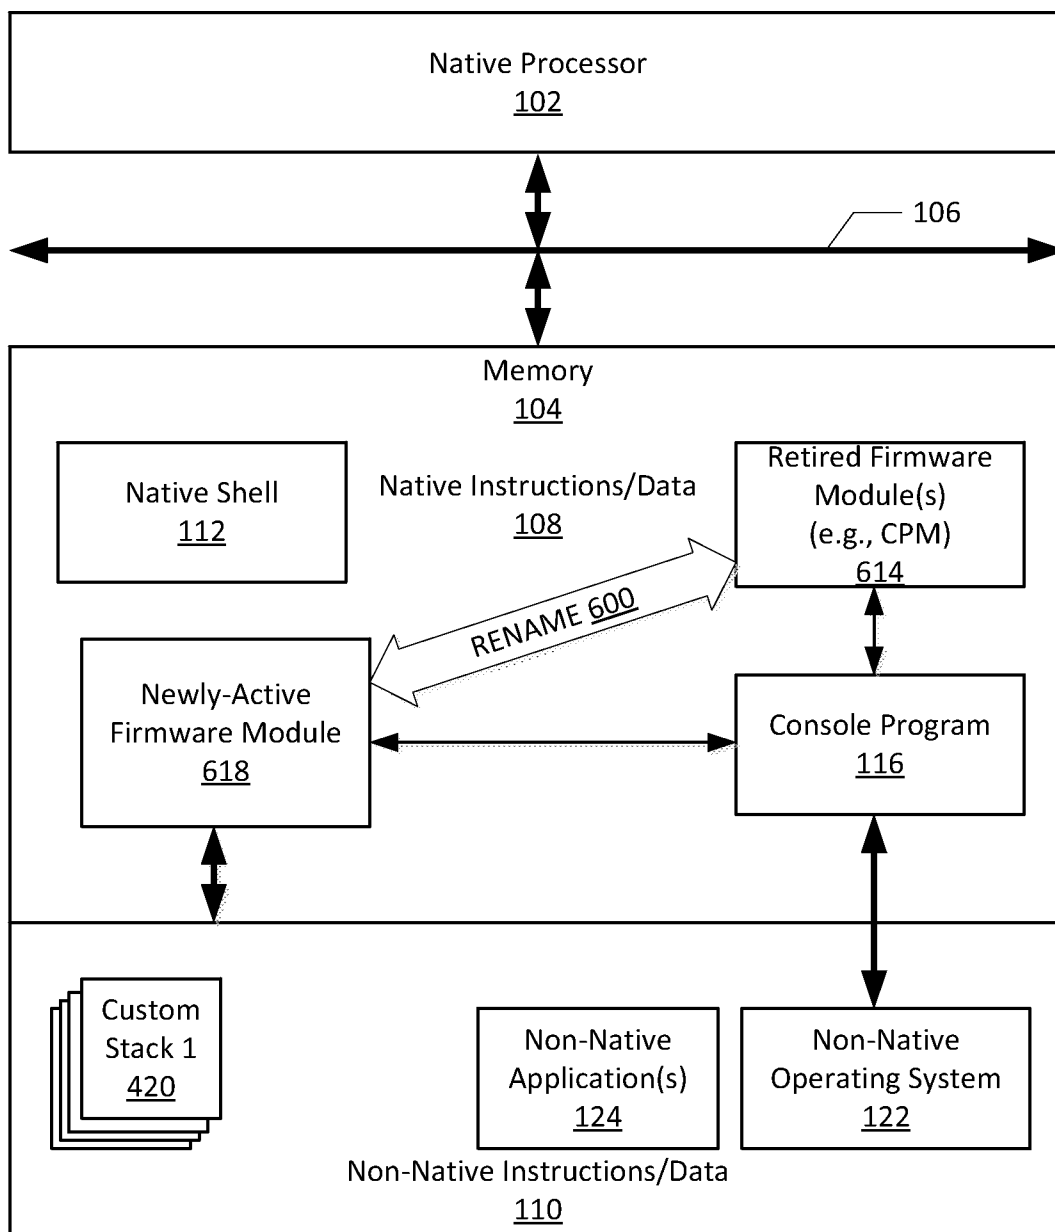 Native Processor
102
106
Memory
104
Native Shell
112
Native Instructions/Data
108
Retired Firmware
Module(s)
(e.g., CPM)
614
RENAME 600
Newly-Active
Firmware Module
618
Console Program
116
Custom
Stack 1
420
Non-Native
Application(s)
124
Non-Native
Operating System
122
Non-Native Instructions/Data
110